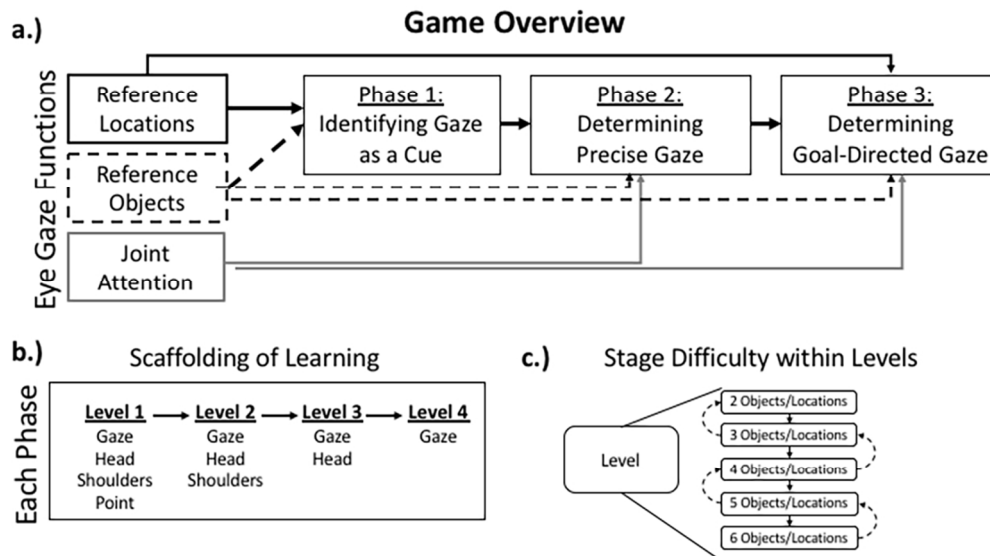 a.)
Game Overview
Eye Gaze Functions
Reference
Locations
Reference
Objects
Joint
Attention
Phase 1:
Identifying Gaze
as a Cue
Phase 2:
Determining
Precise Gaze
Phase 3:
Determining
Goal-Directed Gaze
b.)
Scaffolding of Learning
Each Phase
Level 1
Gaze
Head
Shoulders
Point
Level 2
Gaze
Head
Shoulders
Level 3
Gaze
Head
Level 4
Gaze
c.)
Stage Difficulty within Levels
Level
2 Objects/Locations
3 Objects/Locations
4 Objects/Locations
5 Objects/Locations
6 Objects/Locations